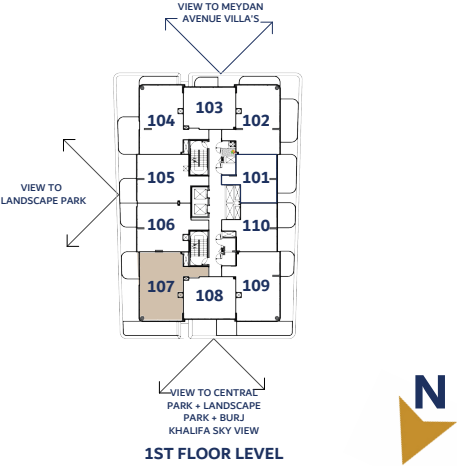 VIEW TO MEYDAN
AVENUE VILLA'S
103
104
102
105
101
VIEW TO
LANDSCAPE PARK
106
110
107
109
108
VIEW TO CENTRAL
PARK + LANDSCAPE
PARK + BURJ
KHALIFA SKY VIEW
1ST FLOOR LEVEL
N